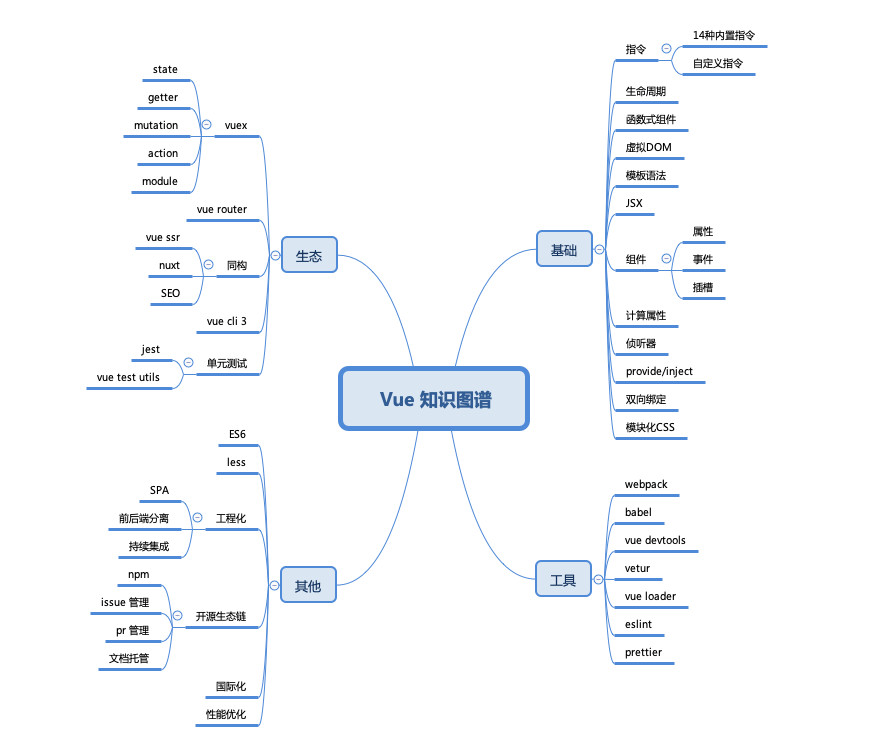 Vue 知识图谱
基础
指令
14种内置指令
自定义指令
生命周期
函数式组件
虚拟DOM
模板语法
JSX
组件
属性
事件
插槽
计算属性
侦听器
provide/inject
双向绑定
模块化CSS
工具
webpack
babel
vue devtools
vetur
vue loader
eslint
prettier
生态
vuex
state
getter
mutation
action
module
vue router
同构
vue ssr
nuxt
SEO
vue cli 3
单元测试
jest
vue test utils
其他
ES6
less
工程化
SPA
前后端分离
持续集成
开源生态链
npm
issue 管理
pr 管理
文档托管
国际化
性能优化